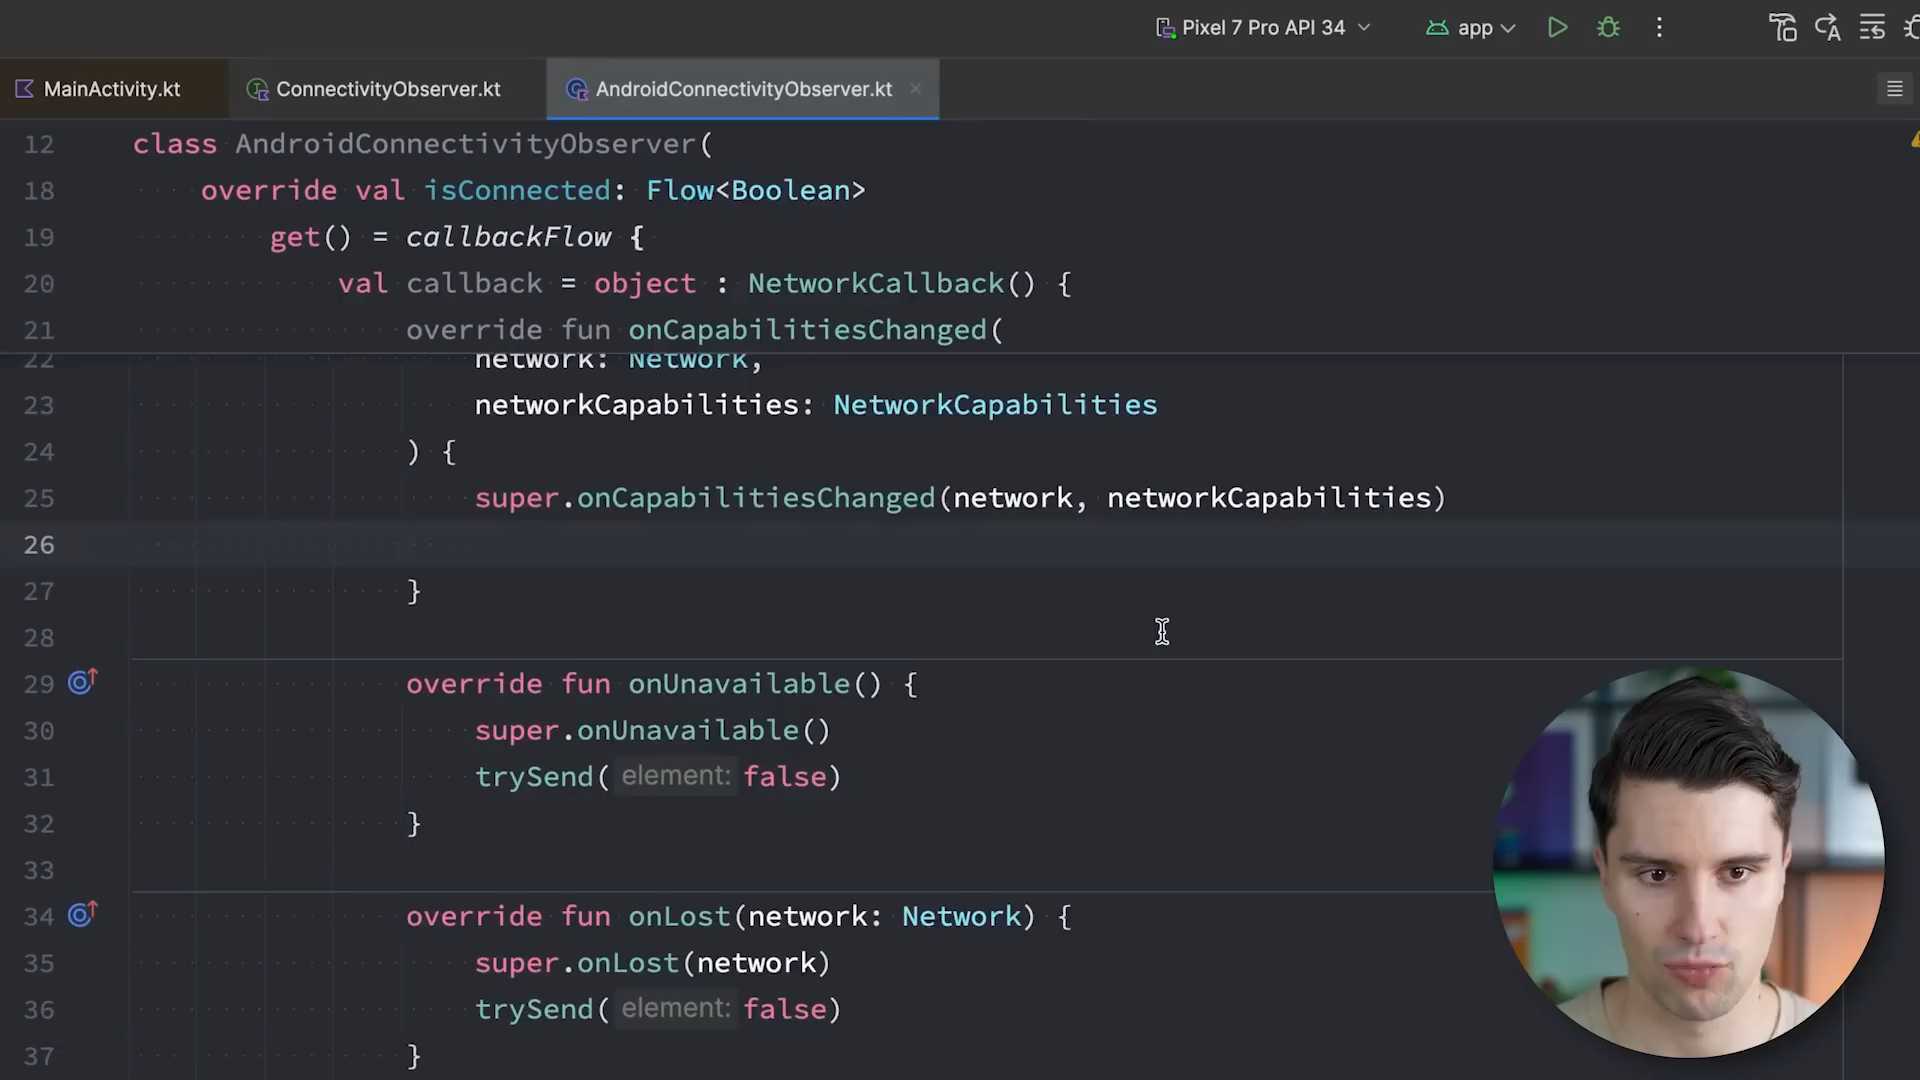 Pixel 7 Pro API 34
app
MainActivity.kt
ConnectivityObserver.kt
AndroidConnectivityObserver.kt
12 class AndroidConnectivityObserver(
18 override val isConnected: Flow<Boolean>
19 get() = callbackFlow {
20 val callback = object : NetworkCallback() {
21 override fun onCapabilitiesChanged(
22 network: Network,
23 networkCapabilities: NetworkCapabilities
24 ) {
25 super.onCapabilitiesChanged(network, networkCapabilities)
26
27 }
28
29 override fun onUnavailable() {
30 super.onUnavailable()
31 trySend( element: false)
32 }
33
34 override fun onLost(network: Network) {
35 super.onLost(network)
36 trySend( element: false)
37 }